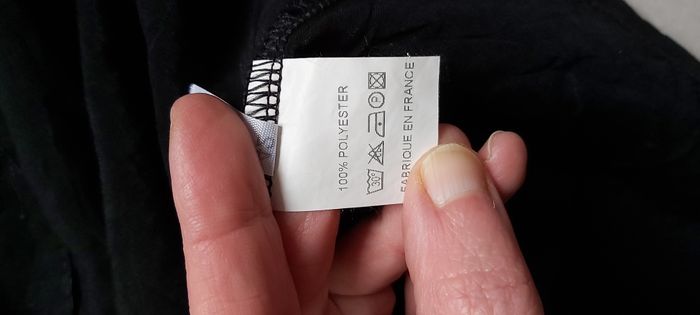 100% POLYESTER
30°
P
FABRIQUE EN FRANCE